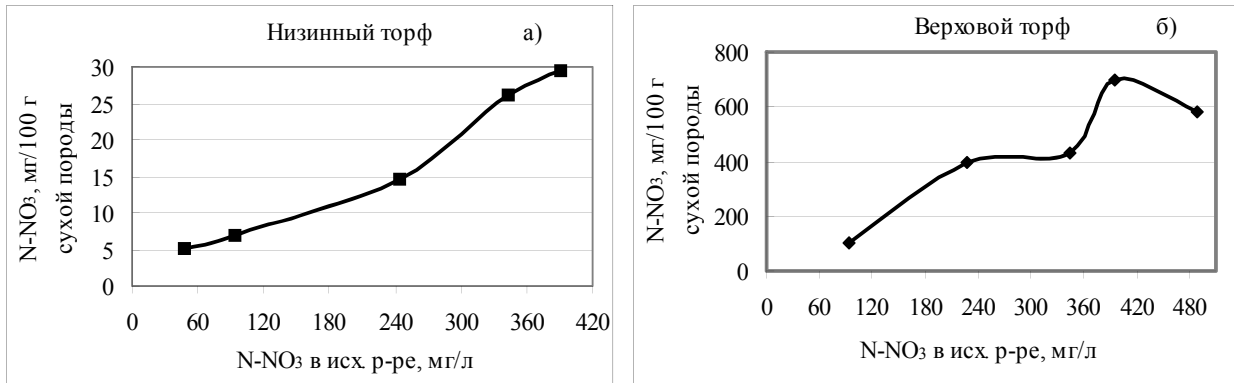 Низинный торф а)
N-NO₃, мг/100 г
сухой породы
30
25
20
15
10
5
0
0 60 120 180 240 300 360 420
N-NO₃ в исх. р-ре, мг/л
Верховой торф б)
N-NO₃, мг/100 г
сухой породы
800
600
400
200
0
0 60 120 180 240 300 360 420 480
N-NO₃ в исх. р-ре, мг/л